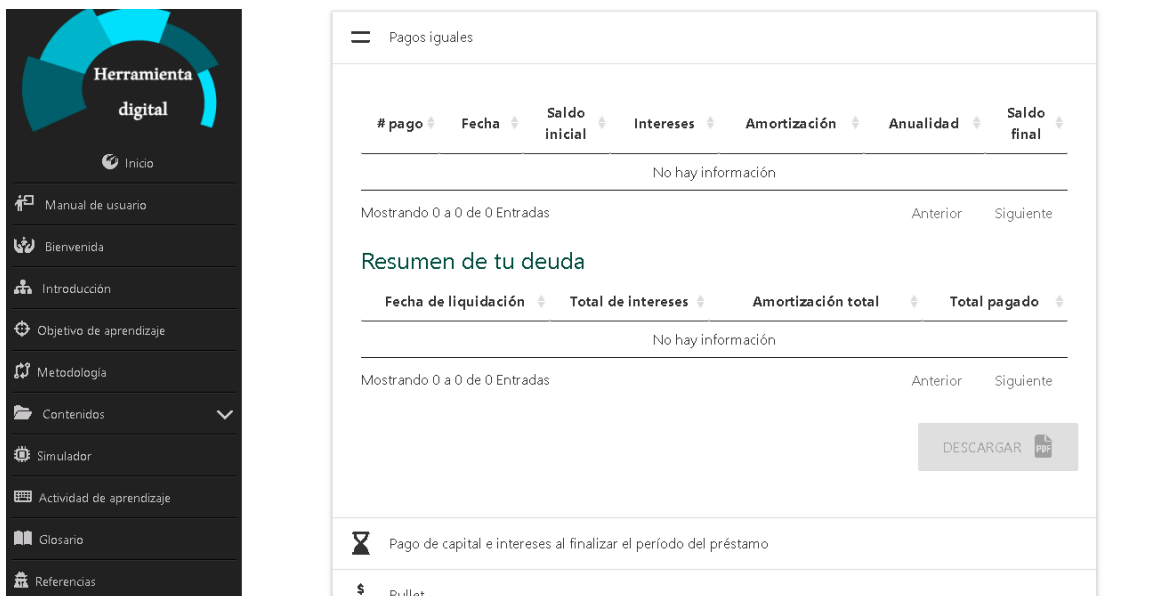 Herramienta
digital
Inicio
Manual de usuario
Bienvenida
Introducción
Objetivo de aprendizaje
Metodología
Contenidos
Simulador
Actividad de aprendizaje
Glosario
Referencias
Pagos iguales
# pago Fecha Saldo inicial Intereses Amortización Anualidad Saldo final
No hay información
Mostrando 0 a 0 de 0 Entradas
Anterior Siguiente
Resumen de tu deuda
Fecha de liquidación Total de intereses Amortización total Total pagado
No hay información
Mostrando 0 a 0 de 0 Entradas
Anterior Siguiente
DESCARGAR PDF
Pago de capital e intereses al finalizar el período del préstamo
$ Bullet